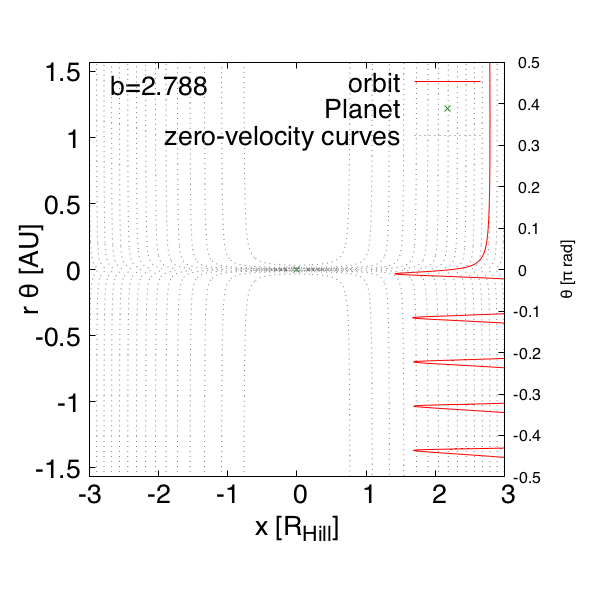 b=2.788
orbit
Planet
zero-velocity curves
1.5
1
0.5
0
-0.5
-1
-1.5
r θ [AU]
0.5
0.4
0.3
0.2
0.1
0
-0.1
-0.2
-0.3
-0.4
-0.5
θ [π rad]
-3 -2 -1 0 1 2 3
x [R_Hill]